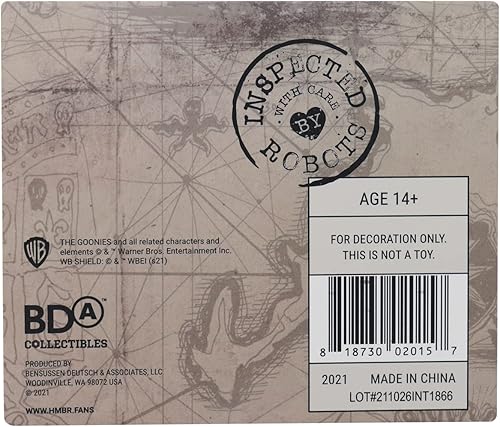 INSPECTED
WITH CARE
BY
ROBOTS
AGE 14+
FOR DECORATION ONLY.
THIS IS NOT A TOY.
WB
THE GOONIES and all related characters and
elements © & ™ Warner Bros. Entertainment Inc.
WB SHIELD: © & ™ WBEI (s21)
BDA™
COLLECTIBLES
PRODUCED BY
BENSUSSEN DEUTSCH & ASSOCIATES, LLC
WOODINVILLE, WA 98072 USA
© 2021
WWW.HMBR.FANS
8 18730 02015 7
2021 MADE IN CHINA
LOT#211026INT1866